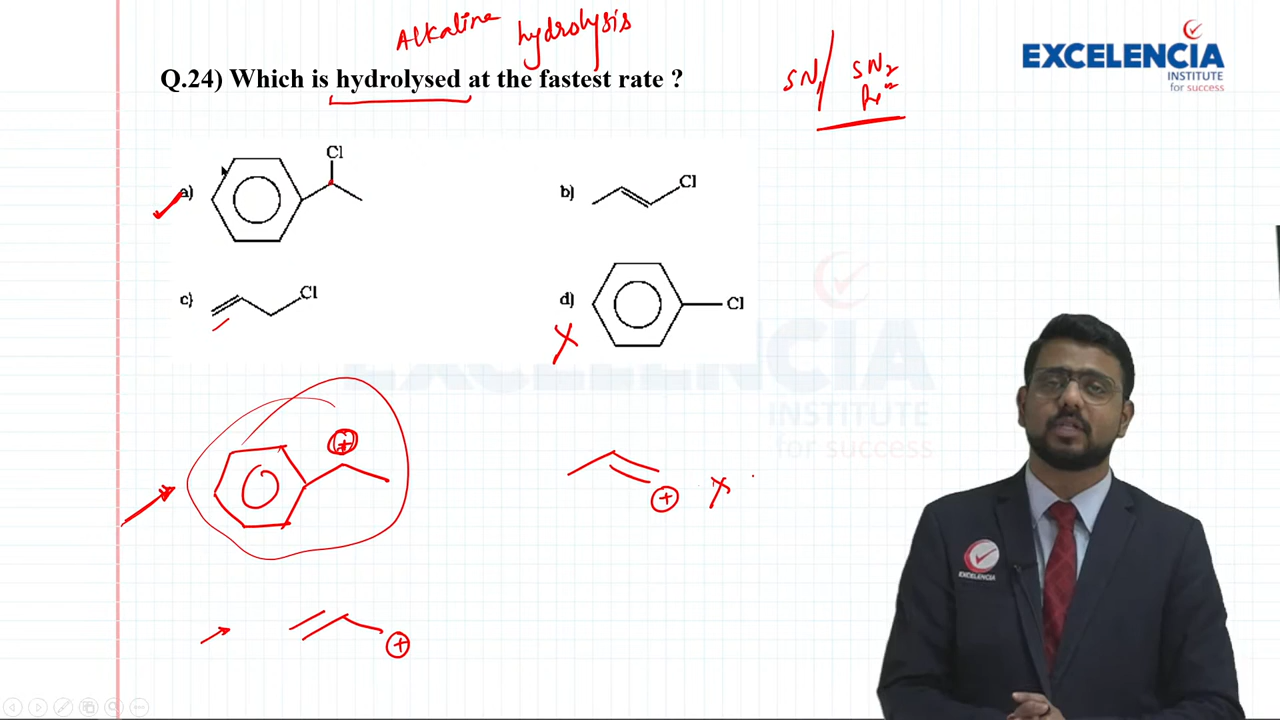 Alkaline hydrolysis
SN1 / SN2
EXCELENCIA
INSTITUTE
for success
Q.24) Which is hydrolysed at the fastest rate ?
a)
Cl
b)
Cl
c)
Cl
d)
Cl
EXCELENCIA
INSTITUTE
for success
EXCELENCIA